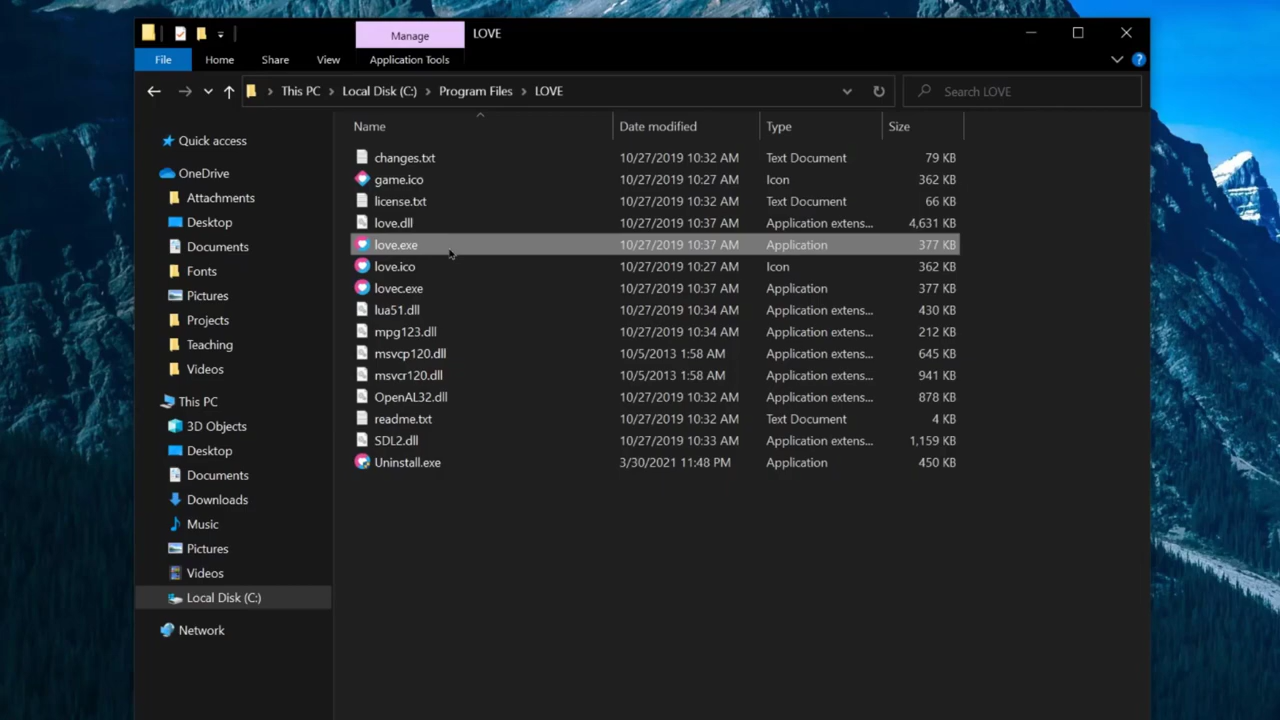 Manage LOVE
File Home Share View Application Tools ?
This PC Local Disk (C:) Program Files LOVE Search LOVE
Name Date modified Type Size
Quick access
OneDrive
Attachments
Desktop
Documents
Fonts
Pictures
Projects
Teaching
Videos
This PC
3D Objects
Desktop
Documents
Downloads
Music
Pictures
Videos
Local Disk (C:)
Network
changes.txt 10/27/2019 10:32 AM Text Document 79 KB
game.ico 10/27/2019 10:27 AM Icon 362 KB
license.txt 10/27/2019 10:32 AM Text Document 66 KB
love.dll 10/27/2019 10:37 AM Application extens... 4,631 KB
love.exe 10/27/2019 10:37 AM Application 377 KB
love.ico 10/27/2019 10:27 AM Icon 362 KB
lovec.exe 10/27/2019 10:37 AM Application 377 KB
lua51.dll 10/27/2019 10:34 AM Application extens... 430 KB
mpg123.dll 10/27/2019 10:34 AM Application extens... 212 KB
msvcp120.dll 10/5/2013 1:58 AM Application extens... 645 KB
msvcr120.dll 10/5/2013 1:58 AM Application extens... 941 KB
OpenAL32.dll 10/27/2019 10:32 AM Application extens... 878 KB
readme.txt 10/27/2019 10:32 AM Text Document 4 KB
SDL2.dll 10/27/2019 10:33 AM Application extens... 1,159 KB
Uninstall.exe 3/30/2021 11:48 PM Application 450 KB